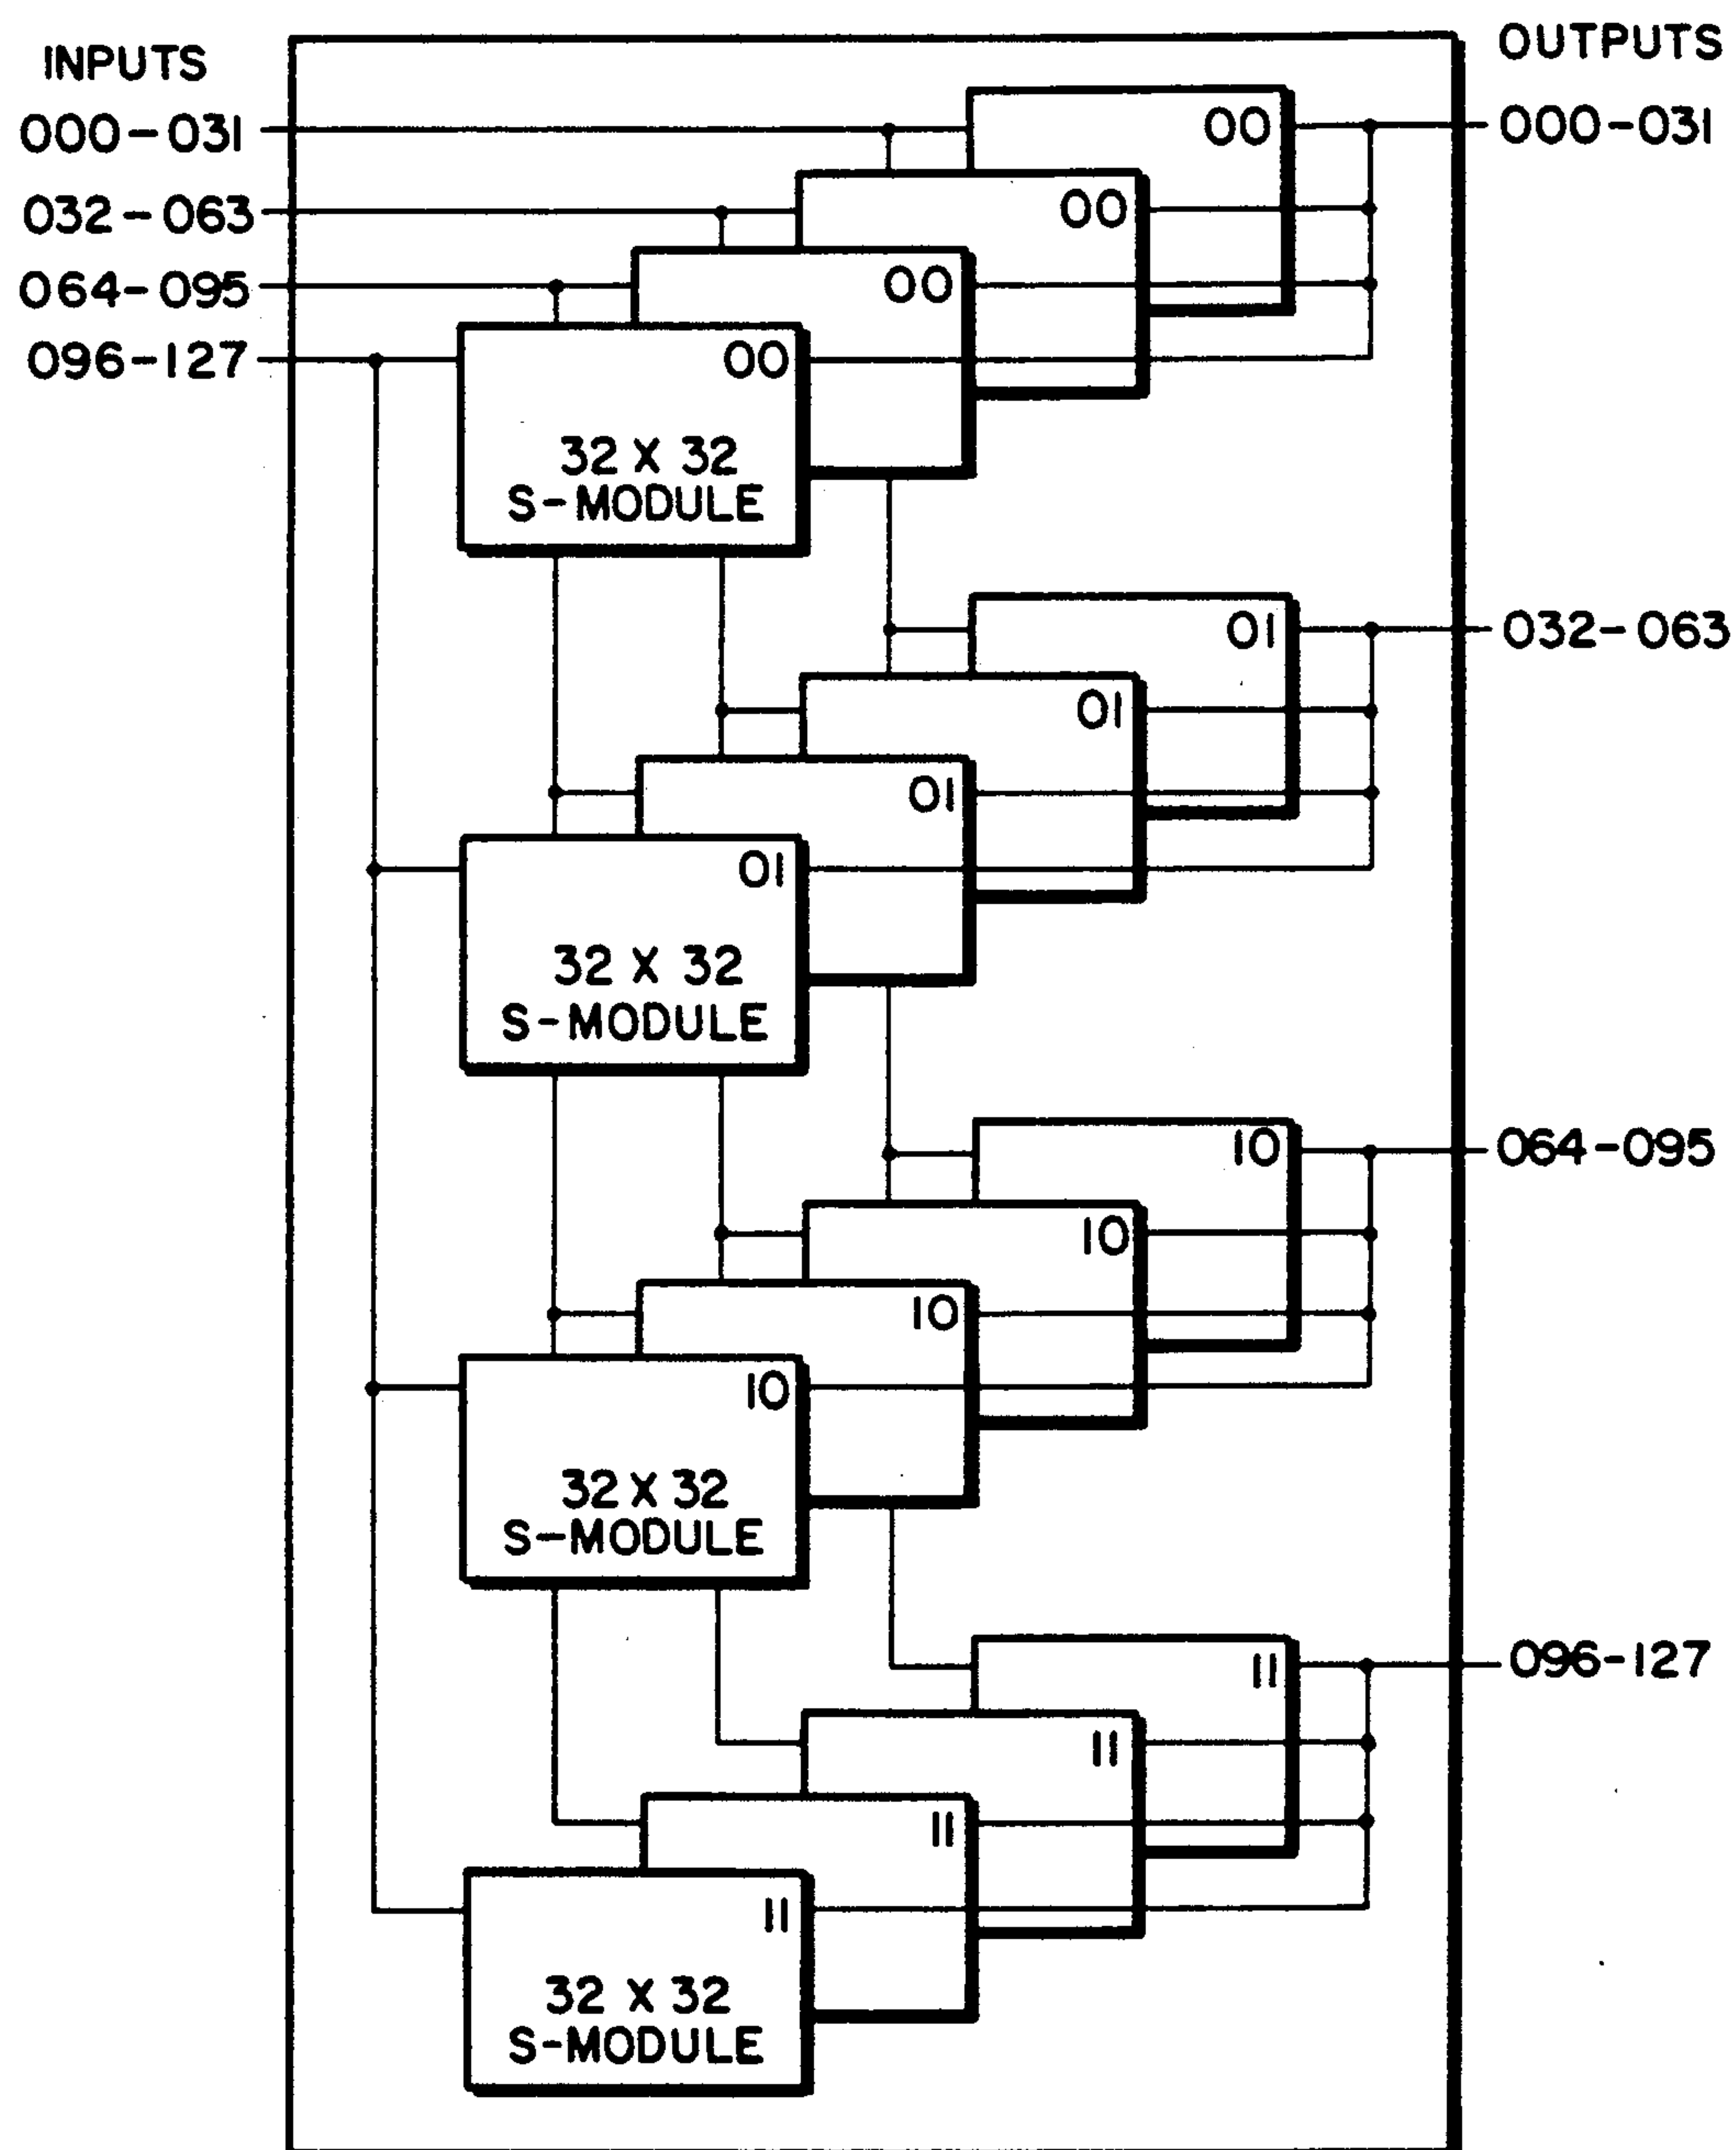 INPUTS
OUTPUTS
000-031
00
000-031
032-063
00
064-095
00
096-127
00
32 X 32
S-MODULE
01
032-063
01
01
01
32 X 32
S-MODULE
10
064-095
10
10
10
32 X 32
S-MODULE
11
096-127
11
11
11
32 X 32
S-MODULE